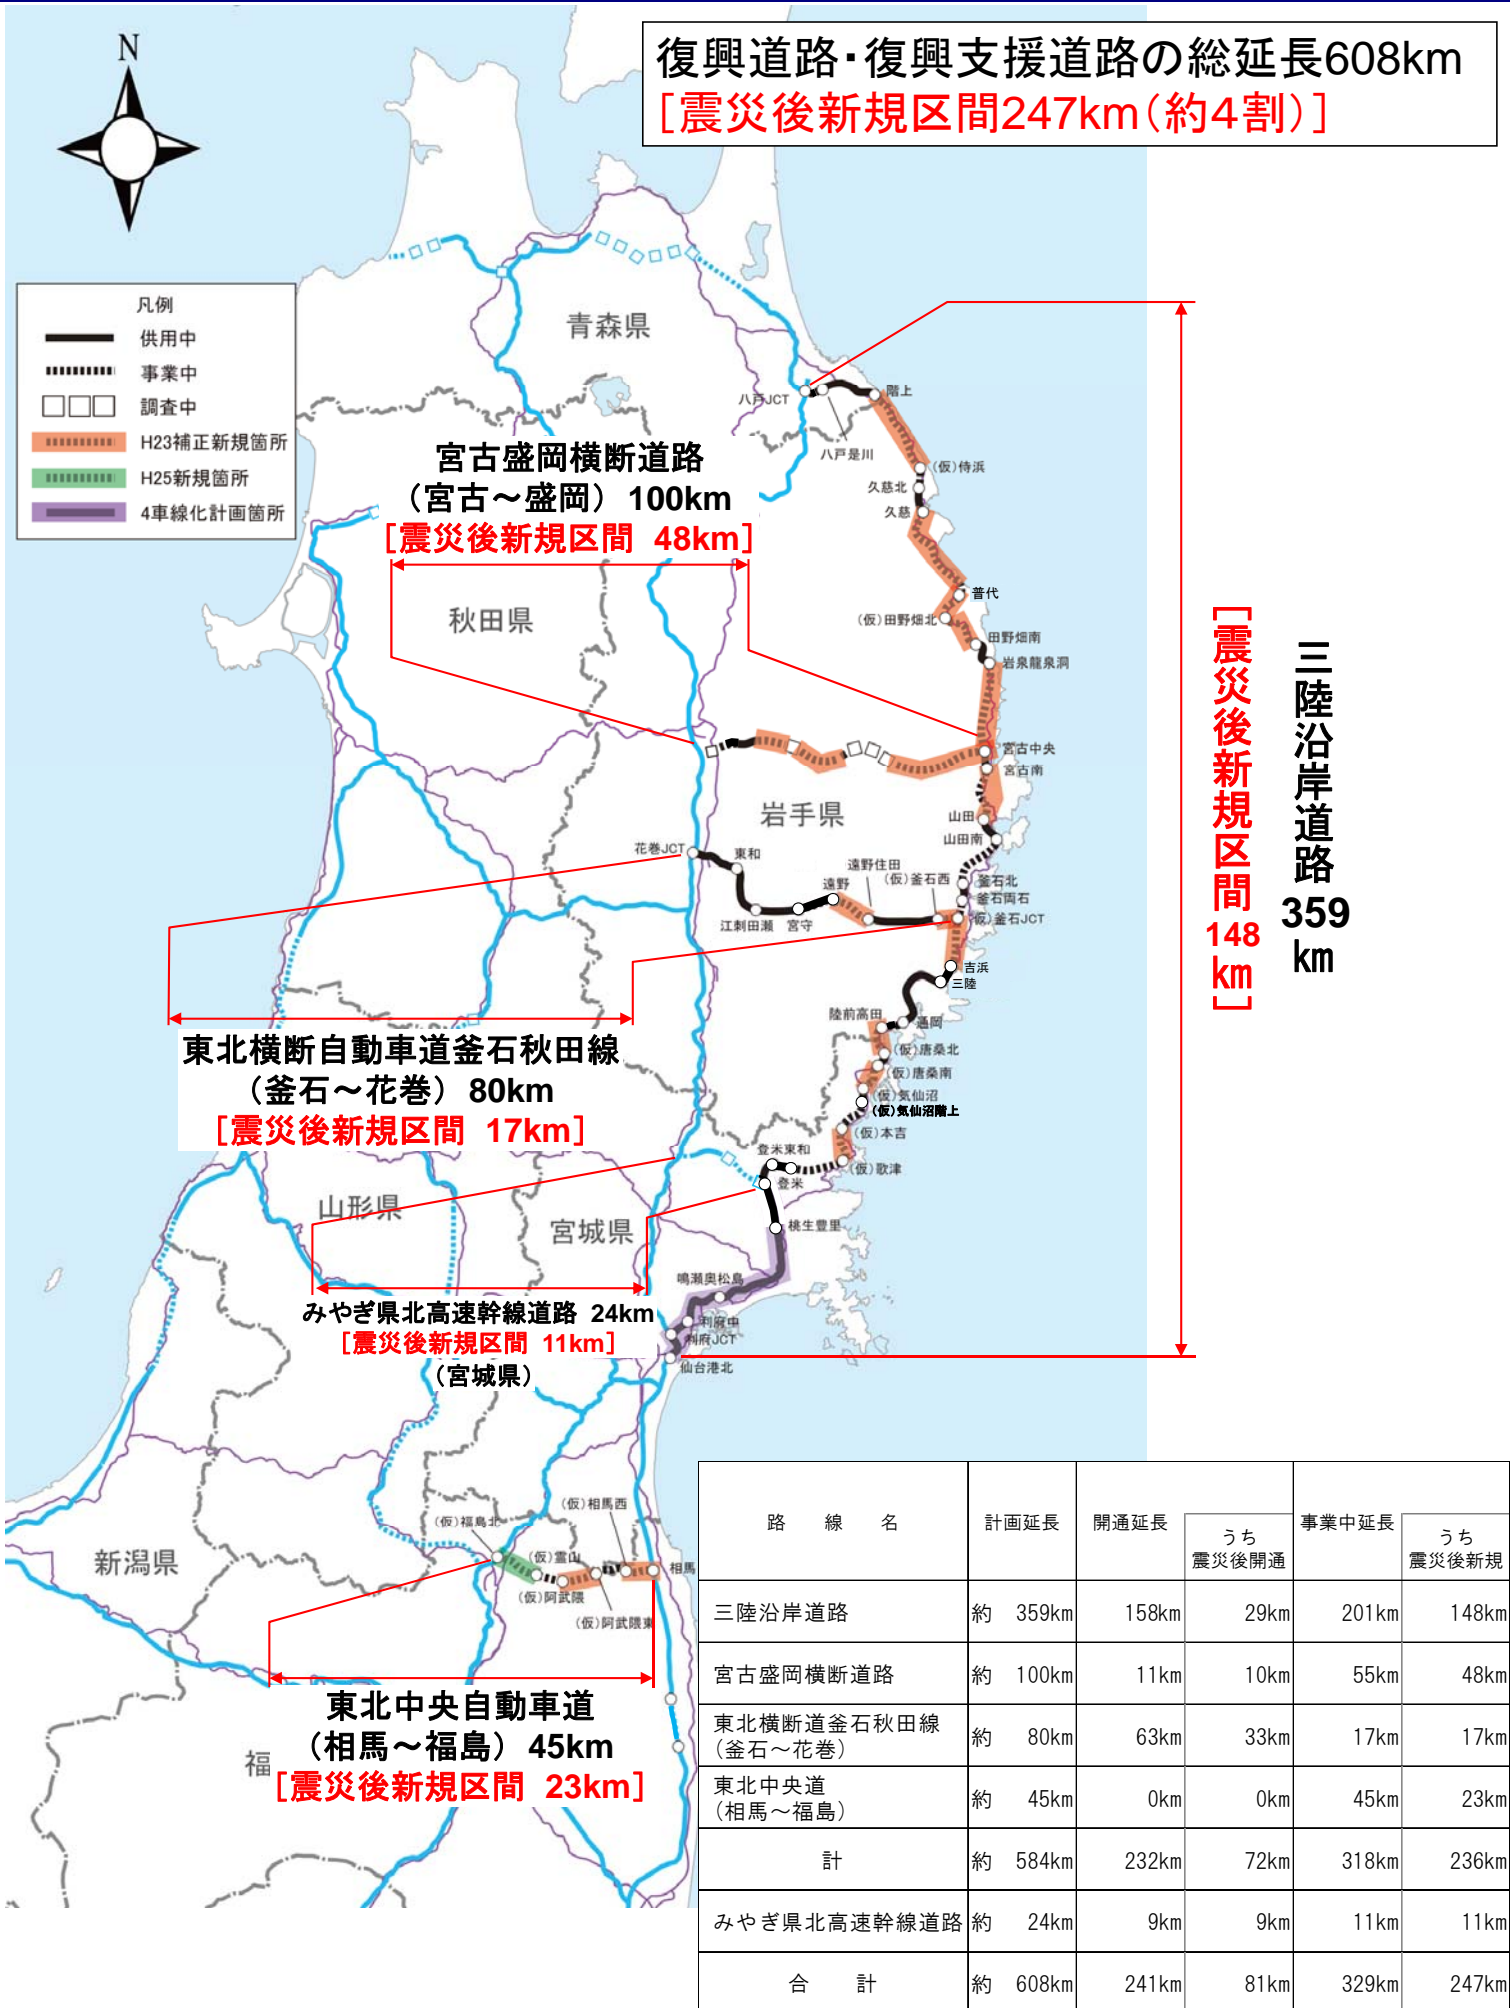 復興道路・復興支援道路の総延長608km
[震災後新規区間247km(約4割)]
N
凡例
供用中
事業中
調査中
H23補正新規箇所
H25新規箇所
4車線化計画箇所
青森県
八戸JCT
階上
八戸是川
(仮)侍浜
久慈北
久慈
普代
(仮)田野畑北
田野畑南
岩泉龍泉洞
宮古盛岡横断道路
(宮古～盛岡) 100km
[震災後新規区間 48km]
秋田県
宮古中央
宮古南
岩手県
山田
山田南
花巻JCT
東和
遠野住田
(仮)釜石西
遠野
釜石北
釜石両石
(仮)釜石JCT
江刺田瀬
宮守
吉浜
三陸
陸前高田
通岡
(仮)唐桑北
(仮)唐桑南
(仮)気仙沼
(仮)気仙沼階上
(仮)本吉
(仮)歌津
[震災後新規区間148km]
三陸沿岸道路359km
東北横断自動車道釜石秋田線
(釜石～花巻) 80km
[震災後新規区間 17km]
登米東和
登米
桃生豊里
山形県
宮城県
鳴瀬奥松島
利府中
利府JCT
仙台港北
みやぎ県北高速幹線道路 24km
[震災後新規区間 11km]
(宮城県)
新潟県
(仮)福島北
(仮)相馬西
(仮)霊山
相馬
(仮)阿武隈
(仮)阿武隈東
東北中央自動車道
(相馬～福島) 45km
[震災後新規区間 23km]
福
路線名 計画延長 開通延長 うち震災後開通 事業中延長 うち震災後新規
三陸沿岸道路 約 359km 158km 29km 201km 148km
宮古盛岡横断道路 約 100km 11km 10km 55km 48km
東北横断道釜石秋田線
(釜石～花巻) 約 80km 63km 33km 17km 17km
東北中央道
(相馬～福島) 約 45km 0km 0km 45km 23km
計 約 584km 232km 72km 318km 236km
みやぎ県北高速幹線道路 約 24km 9km 9km 11km 11km
合計 約 608km 241km 81km 329km 247km